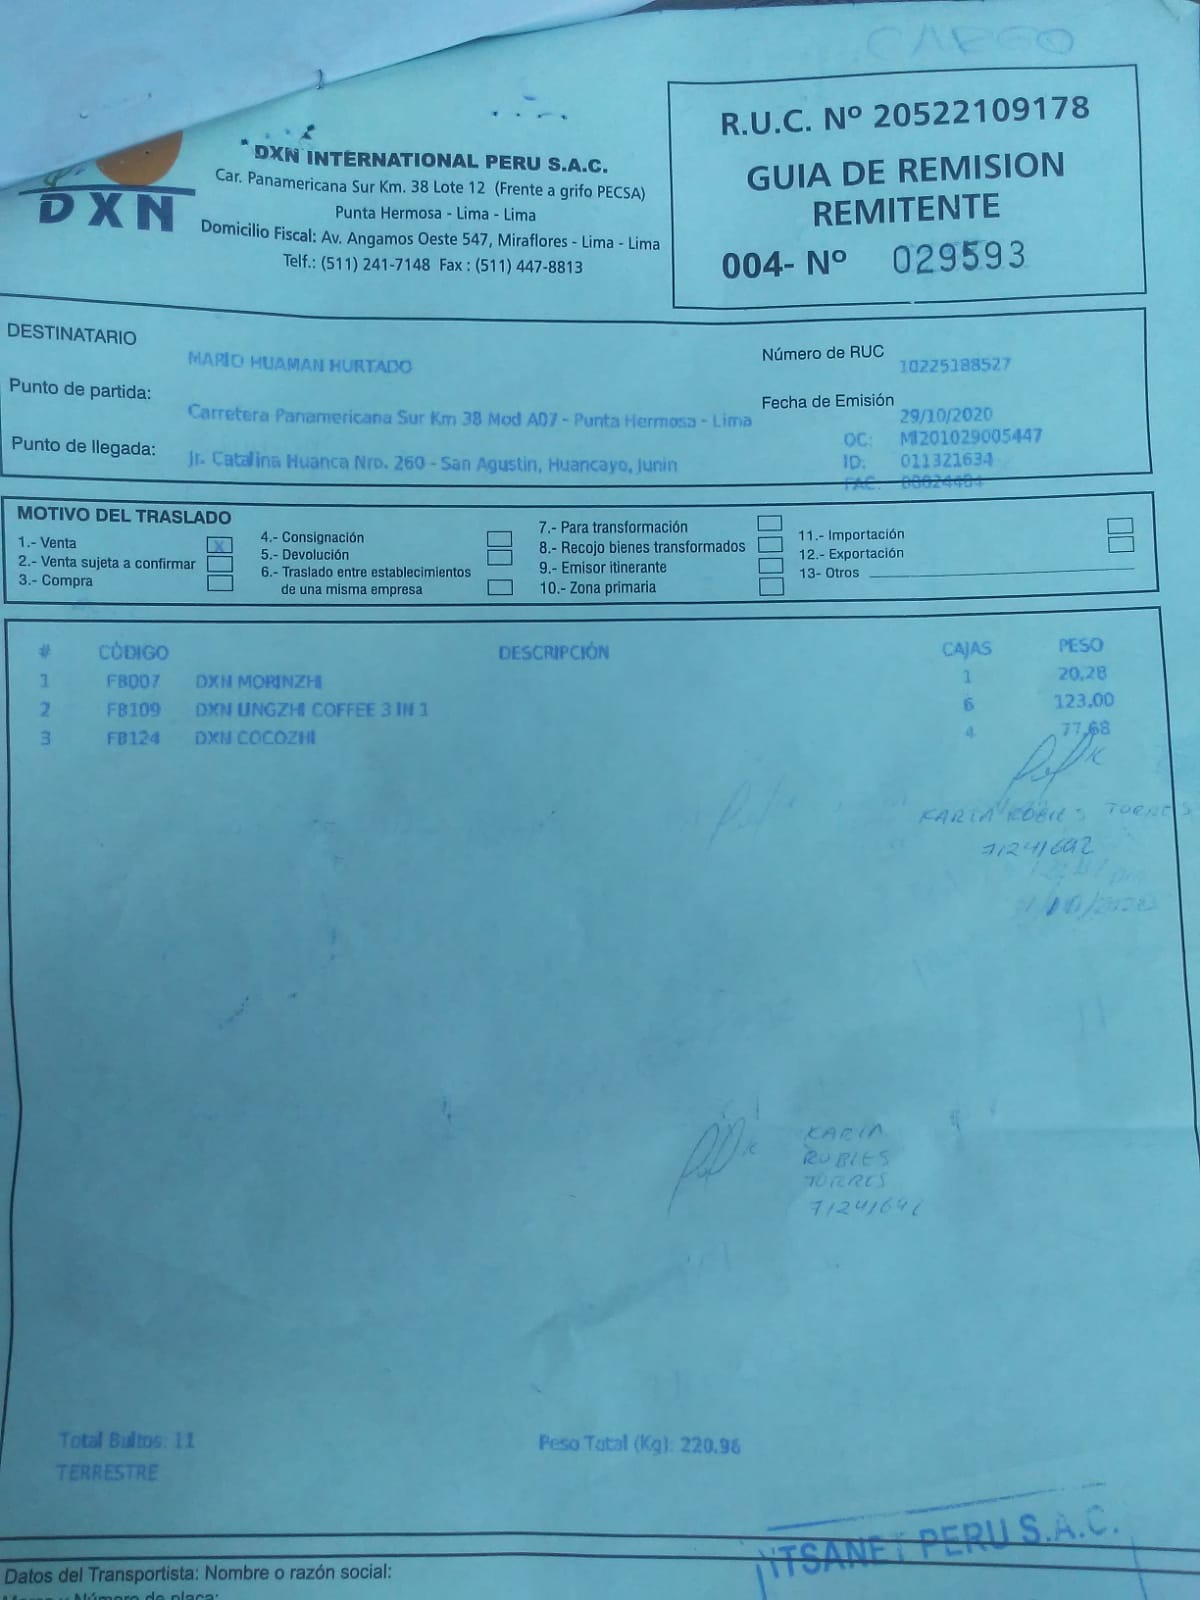 CARGO
DXN
DXN INTERNATIONAL PERU S.A.C.
Car. Panamericana Sur Km. 38 Lote 12 (Frente a grifo PECSA)
Punta Hermosa - Lima - Lima
Domicilio Fiscal: Av. Angamos Oeste 547, Miraflores - Lima - Lima
Telf.: (511) 241-7148 Fax : (511) 447-8813
R.U.C. Nº 20522109178
GUIA DE REMISION
REMITENTE
004- Nº 029593
DESTINATARIO
MARIO HUAMAN HURTADO
Número de RUC 10225188527
Punto de partida:
Carretera Panamericana Sur Km 38 Mod A07 - Punta Hermosa - Lima
Fecha de Emisión 29/10/2020
Punto de llegada:
Jr. Catalina Huanca Nro. 260 - San Agustin, Huancayo, Junin
OC: MI201029005447
ID: 011321634
FAC: 00024484
MOTIVO DEL TRASLADO
1.- Venta X
2.- Venta sujeta a confirmar
3.- Compra
4.- Consignación
5.- Devolución
6.- Traslado entre establecimientos
de una misma empresa
7.- Para transformación
8.- Recojo bienes transformados
9.- Emisor itinerante
10.- Zona primaria
11.- Importación
12.- Exportación
13- Otros
# CÓDIGO DESCRIPCIÓN CAJAS PESO
1 FB007 DXN MORINZHI 1 20,28
2 FB109 DXN LINGZHI COFFEE 3 IN 1 6 123,00
3 FB124 DXN COCOZHI 4 77,68
KARLA ROBLES TORRES
71241692
KARLA
ROBLES
TORRES
Total Bultos: 11
Peso Total (Kg): 220,96
TERRESTRE
PERU S.A.C.
Datos del Transportista: Nombre o razón social: